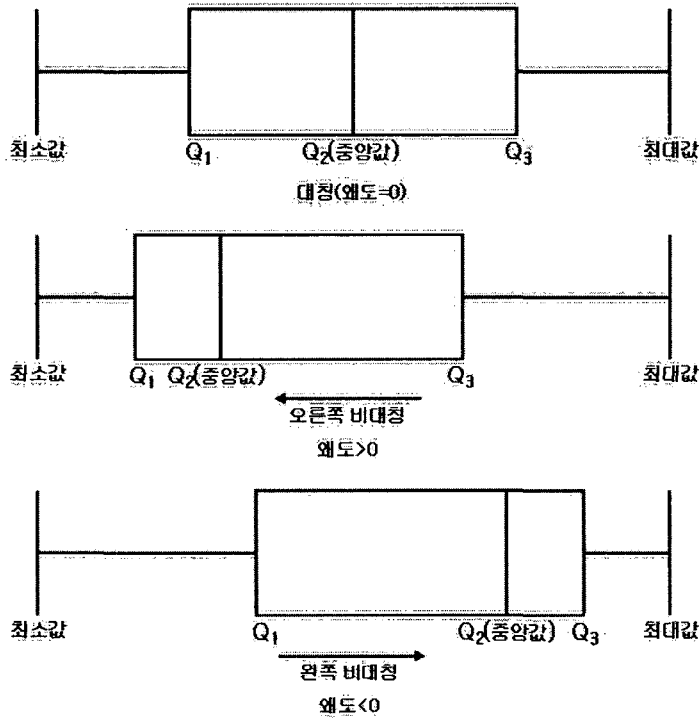 최소값 Q1 Q2(중앙값) Q3 최대값
대칭(왜도=0)
최소값 Q1 Q2(중앙값) Q3 최대값
오른쪽 비대칭
왜도>0
최소값 Q1 Q2(중앙값) Q3 최대값
왼쪽 비대칭
왜도<0